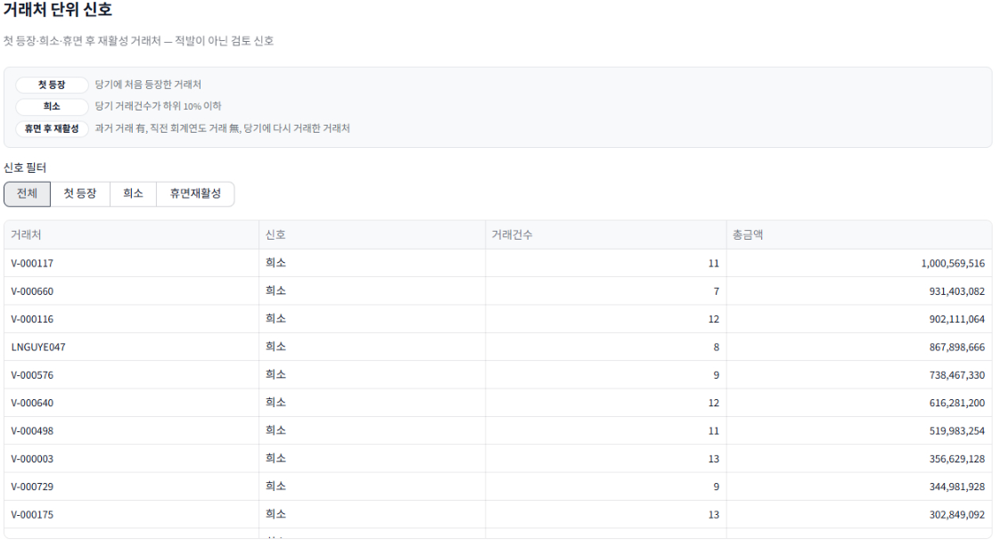 거래처 단위 신호
첫 등장·희소·휴면 후 재활성 거래처 — 적발이 아닌 검토 신호
첫 등장 당기에 처음 등장한 거래처
희소 당기 거래건수가 하위 10% 이하
휴면 후 재활성 과거 거래 有, 직전 회계연도 거래 無, 당기에 다시 거래한 거래처
신호 필터
전체 첫 등장 희소 휴면재활성
거래처 신호 거래건수 총금액
V-000117 희소 11 1,000,569,516
V-000660 희소 7 931,403,082
V-000116 희소 12 902,111,064
LNGUYE047 희소 8 867,898,666
V-000576 희소 9 738,467,330
V-000640 희소 12 616,281,200
V-000498 희소 11 519,983,254
V-000003 희소 13 356,629,128
V-000729 희소 9 344,981,928
V-000175 희소 13 302,849,092